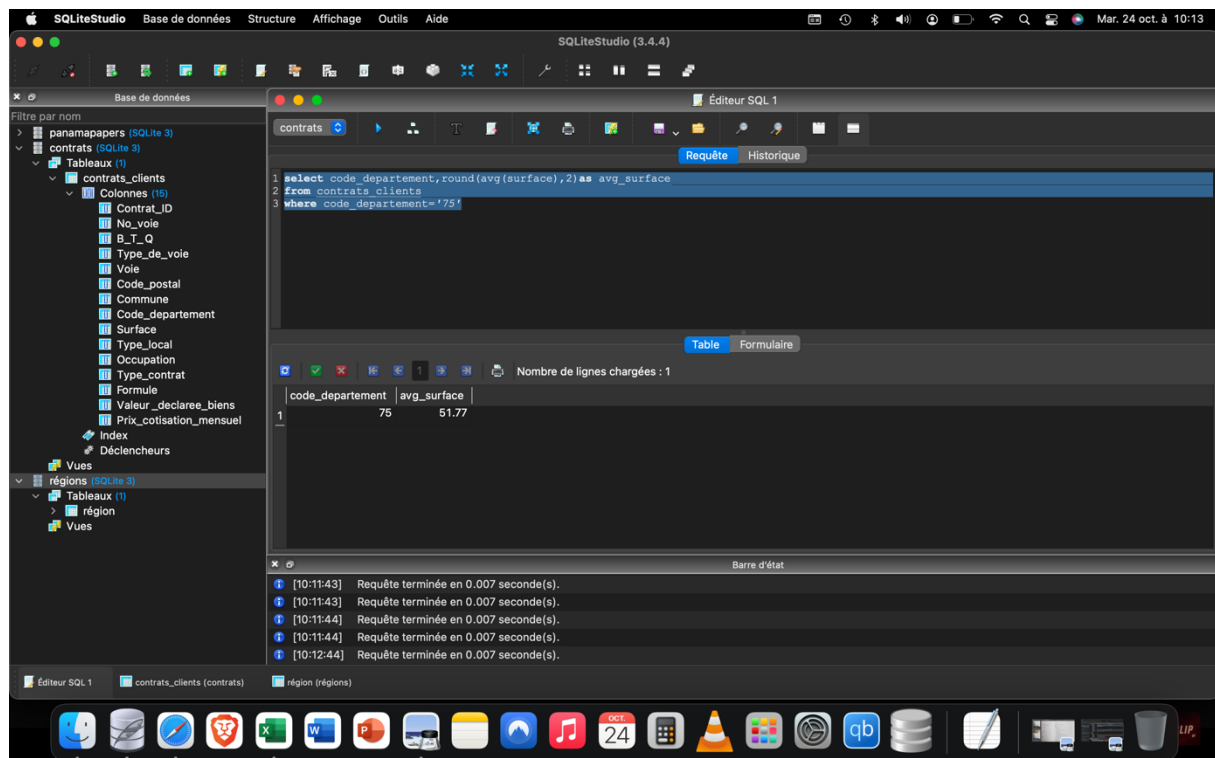 SQLiteStudio Base de données Structure Affichage Outils Aide Mar. 24 oct. à 10:13
SQLiteStudio (3.4.4)
Base de données
Filtre par nom
panamapapers (SQLite 3)
contrats (SQLite 3)
Tableaux (1)
contrats_clients
Colonnes (15)
Contrat_ID
No_voie
B_T_Q
Type_de_voie
Voie
Code_postal
Commune
Code_departement
Surface
Type_local
Occupation
Type_contrat
Formule
Valeur_declaree_biens
Prix_cotisation_mensuel
Index
Déclencheurs
Vues
régions (SQLite 3)
Tableaux (1)
région
Vues
Éditeur SQL 1
contrats
Requête Historique
1 select code_departement,round(avg(surface),2)as avg_surface
2 from contrats_clients
3 where code_departement='75'
Table Formulaire
1 Nombre de lignes chargées : 1
code_departement avg_surface
1 75 51.77
Barre d'état
[10:11:43] Requête terminée en 0.007 seconde(s).
[10:11:43] Requête terminée en 0.007 seconde(s).
[10:11:44] Requête terminée en 0.007 seconde(s).
[10:11:44] Requête terminée en 0.007 seconde(s).
[10:12:44] Requête terminée en 0.007 seconde(s).
Éditeur SQL 1 contrats_clients (contrats) région (régions)
OCT.
24
qb